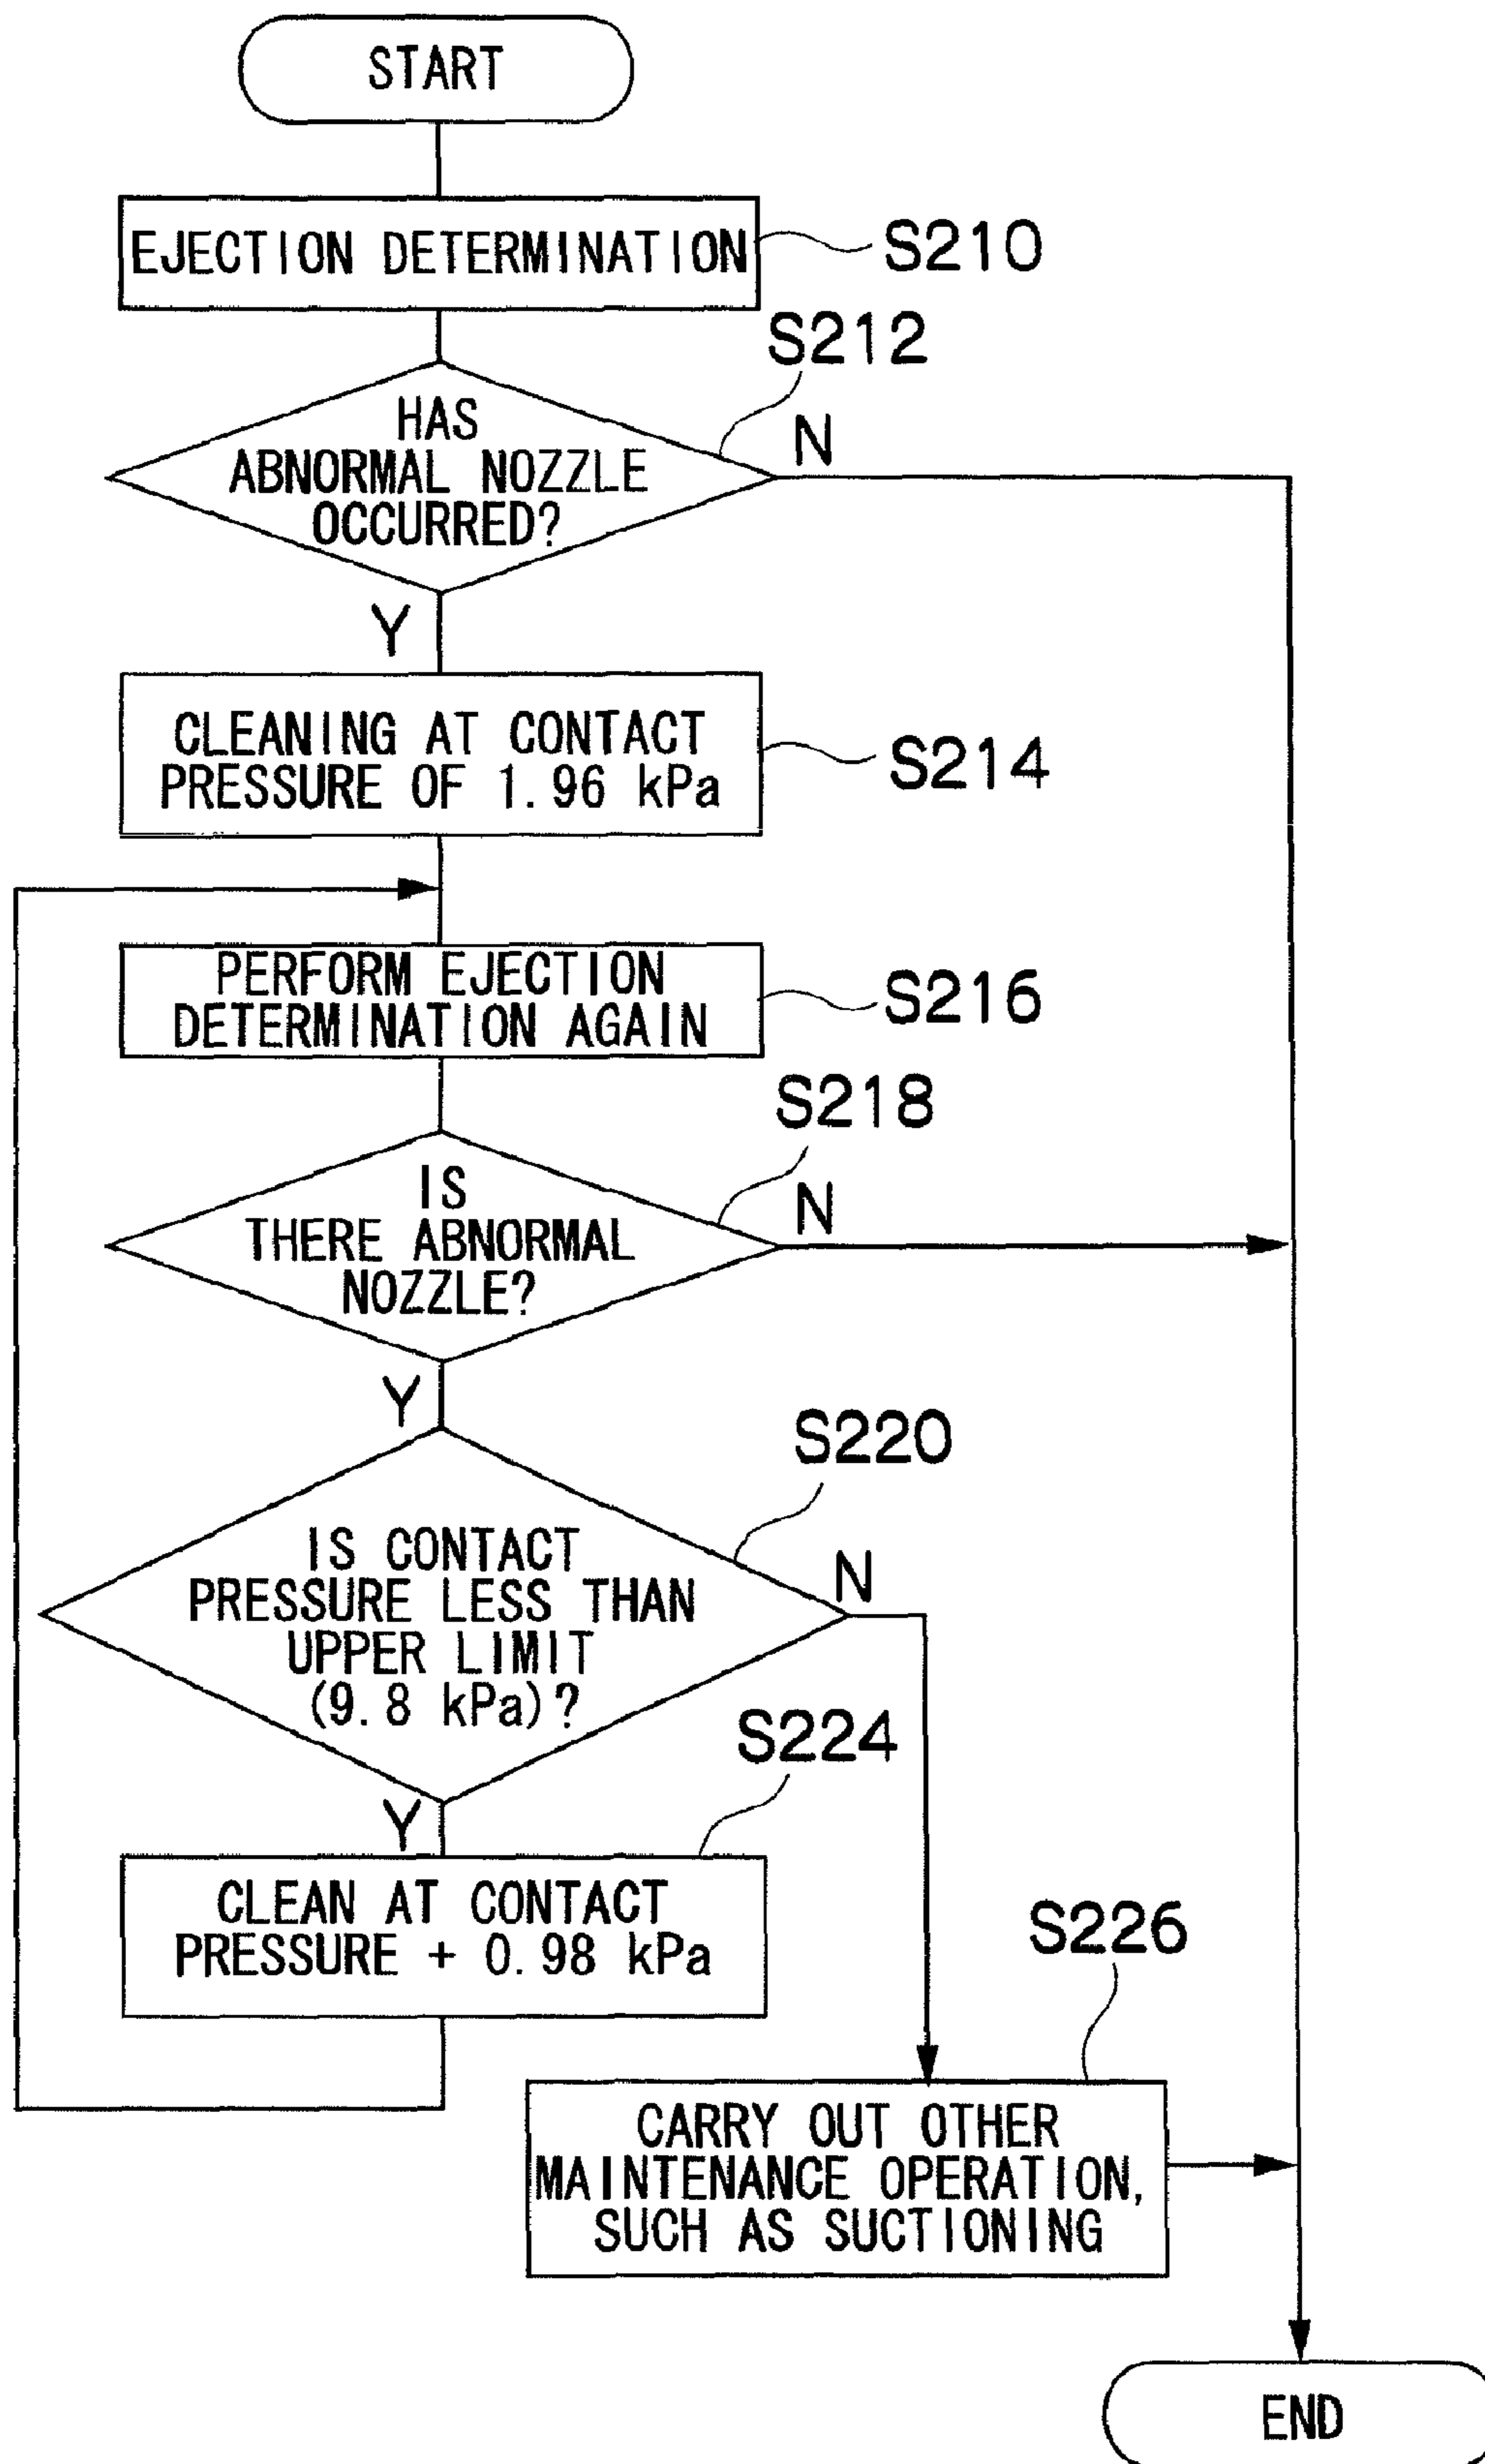 START
EJECTION DETERMINATION
S210
S212
HAS
ABNORMAL NOZZLE
OCCURRED?
N
Y
CLEANING AT CONTACT
PRESSURE OF 1.96 kPa
S214
PERFORM EJECTION
DETERMINATION AGAIN
S216
S218
IS
THERE ABNORMAL
NOZZLE?
N
Y
S220
IS CONTACT
PRESSURE LESS THAN
UPPER LIMIT
(9.8 kPa)?
N
Y
S224
CLEAN AT CONTACT
PRESSURE + 0.98 kPa
S226
CARRY OUT OTHER
MAINTENANCE OPERATION,
SUCH AS SUCTIONING
END